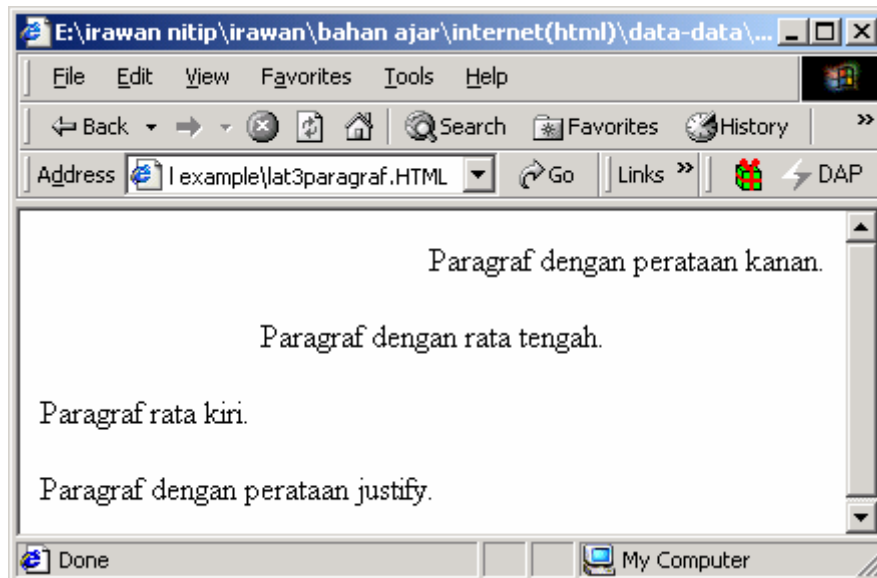 E:\irawan nitip\irawan\bahan ajar\internet(html)\data-data\...
File Edit View Favorites Tools Help
Back Search Favorites History »
Address l example\lat3paragraf.HTML Go Links » DAP
Paragraf dengan perataan kanan.
Paragraf dengan rata tengah.
Paragraf rata kiri.
Paragraf dengan perataan justify.
Done My Computer